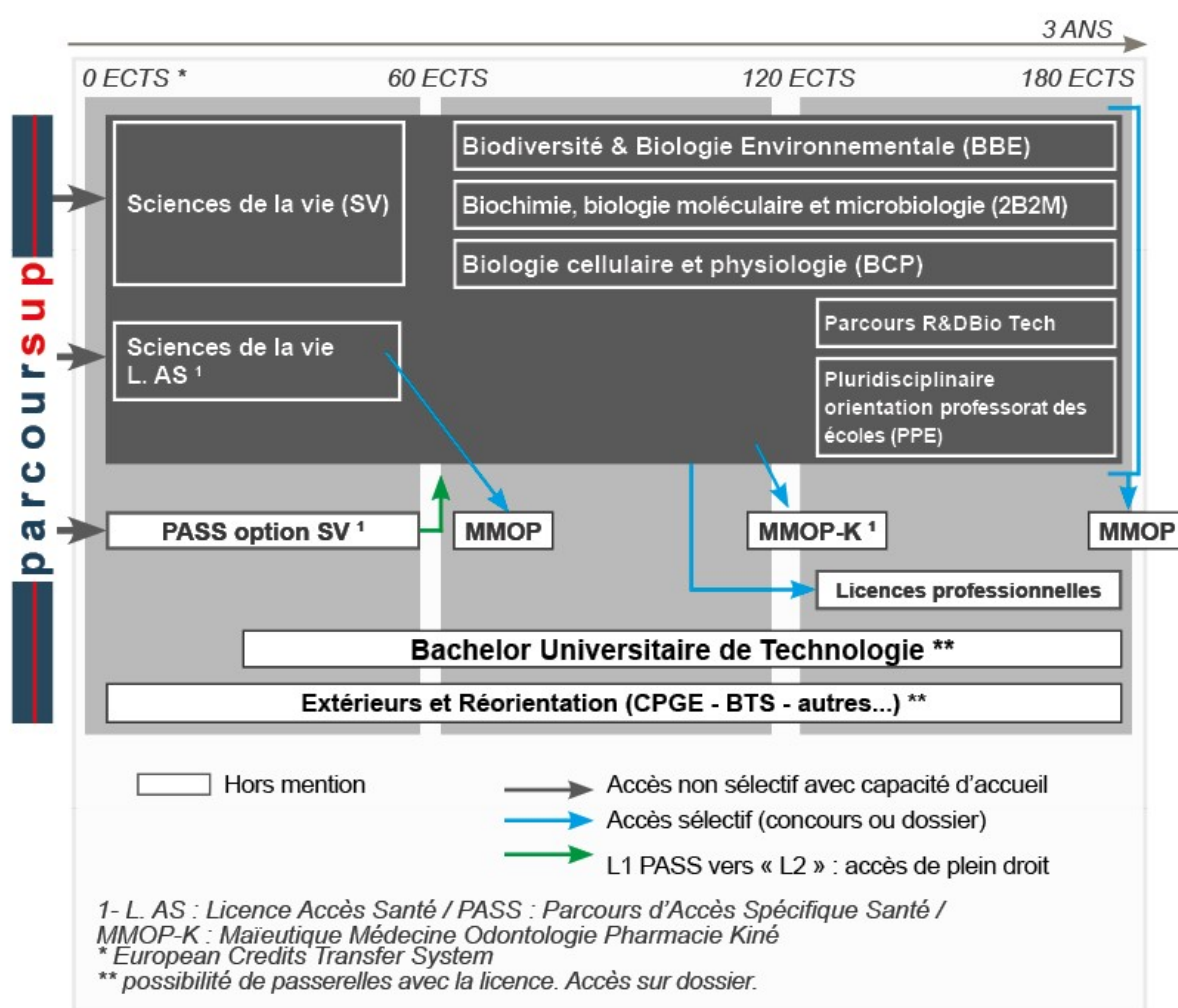 3 ANS
0 ECTS *
60 ECTS
120 ECTS
180 ECTS
parcoursup
Sciences de la vie (SV)
Biodiversité & Biologie Environnementale (BBE)
Biochimie, biologie moléculaire et microbiologie (2B2M)
Biologie cellulaire et physiologie (BCP)
Sciences de la vie
L. AS ¹
Parcours R&DBio Tech
Pluridisciplinaire
orientation professorat des
écoles (PPE)
PASS option SV ¹
MMOP
MMOP-K ¹
MMOP
Licences professionnelles
Bachelor Universitaire de Technologie **
Extérieurs et Réorientation (CPGE - BTS - autres...) **
Hors mention
Accès non sélectif avec capacité d'accueil
Accès sélectif (concours ou dossier)
L1 PASS vers « L2 » : accès de plein droit
1- L. AS : Licence Accès Santé / PASS : Parcours d'Accès Spécifique Santé /
MMOP-K : Maïeutique Médecine Odontologie Pharmacie Kiné
* European Credits Transfer System
** possibilité de passerelles avec la licence. Accès sur dossier.